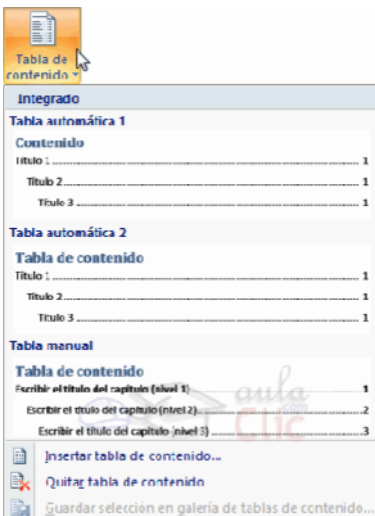 Tabla de
contenido
Integrado
Tabla automática 1
Contenido
Título 1 ........ 1
Título 2 ........ 1
Título 3 ........ 1
Tabla automática 2
Tabla de contenido
Título 1 ........ 1
Título 2 ........ 1
Título 3 ........ 1
Tabla manual
Tabla de contenido
Escribir el título del capítulo (nivel 1) ........ 1
Escribir el título del capítulo (nivel 2) ........ 2
Escribir el título del capítulo (nivel 3) ........ 3
aula
Clic
Insertar tabla de contenido...
Quitar tabla de contenido
Guardar selección en galería de tablas de contenido...